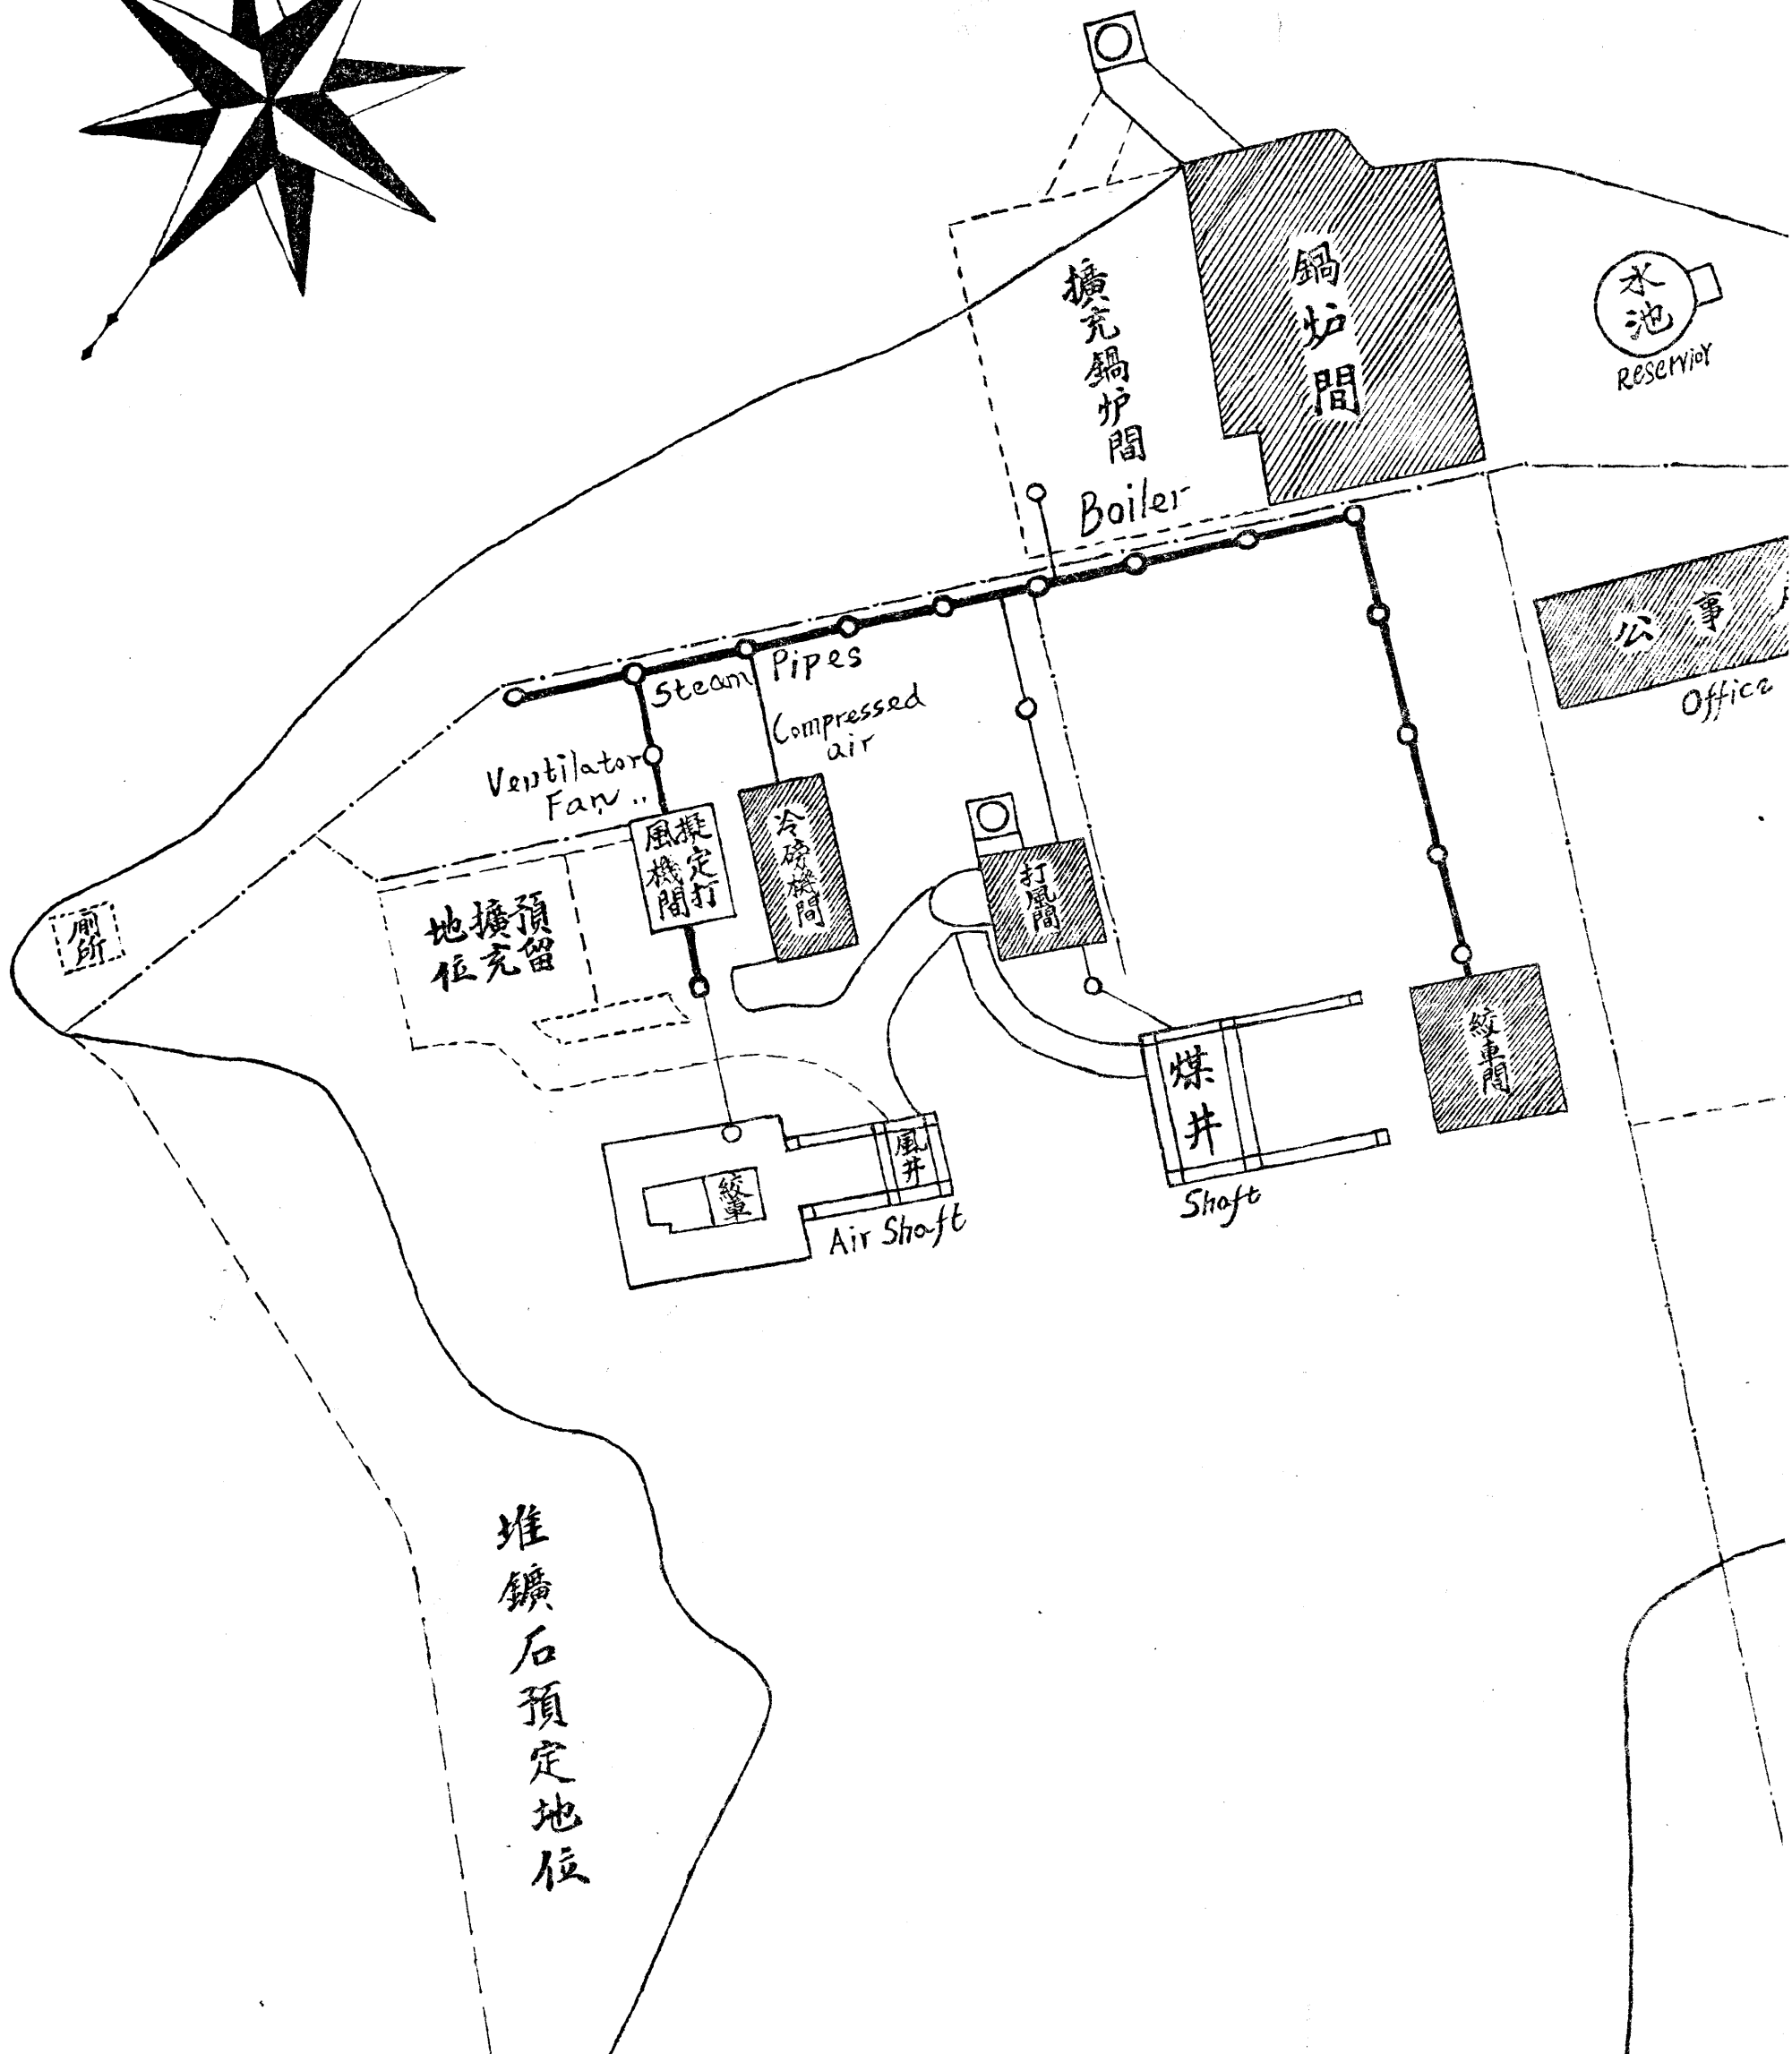 鍋炉間
水池
Reservior
擴充鍋炉間
Boiler
公事
Office
Steam Pipes
Compressed
air
Ventilator
Fan
擬定打
風機間
冷磅機間
打風間
預留
擴充
地位
廁所
絞車間
煤井
Shaft
風井
Air Shaft
絞車
堆鑛石預定地位